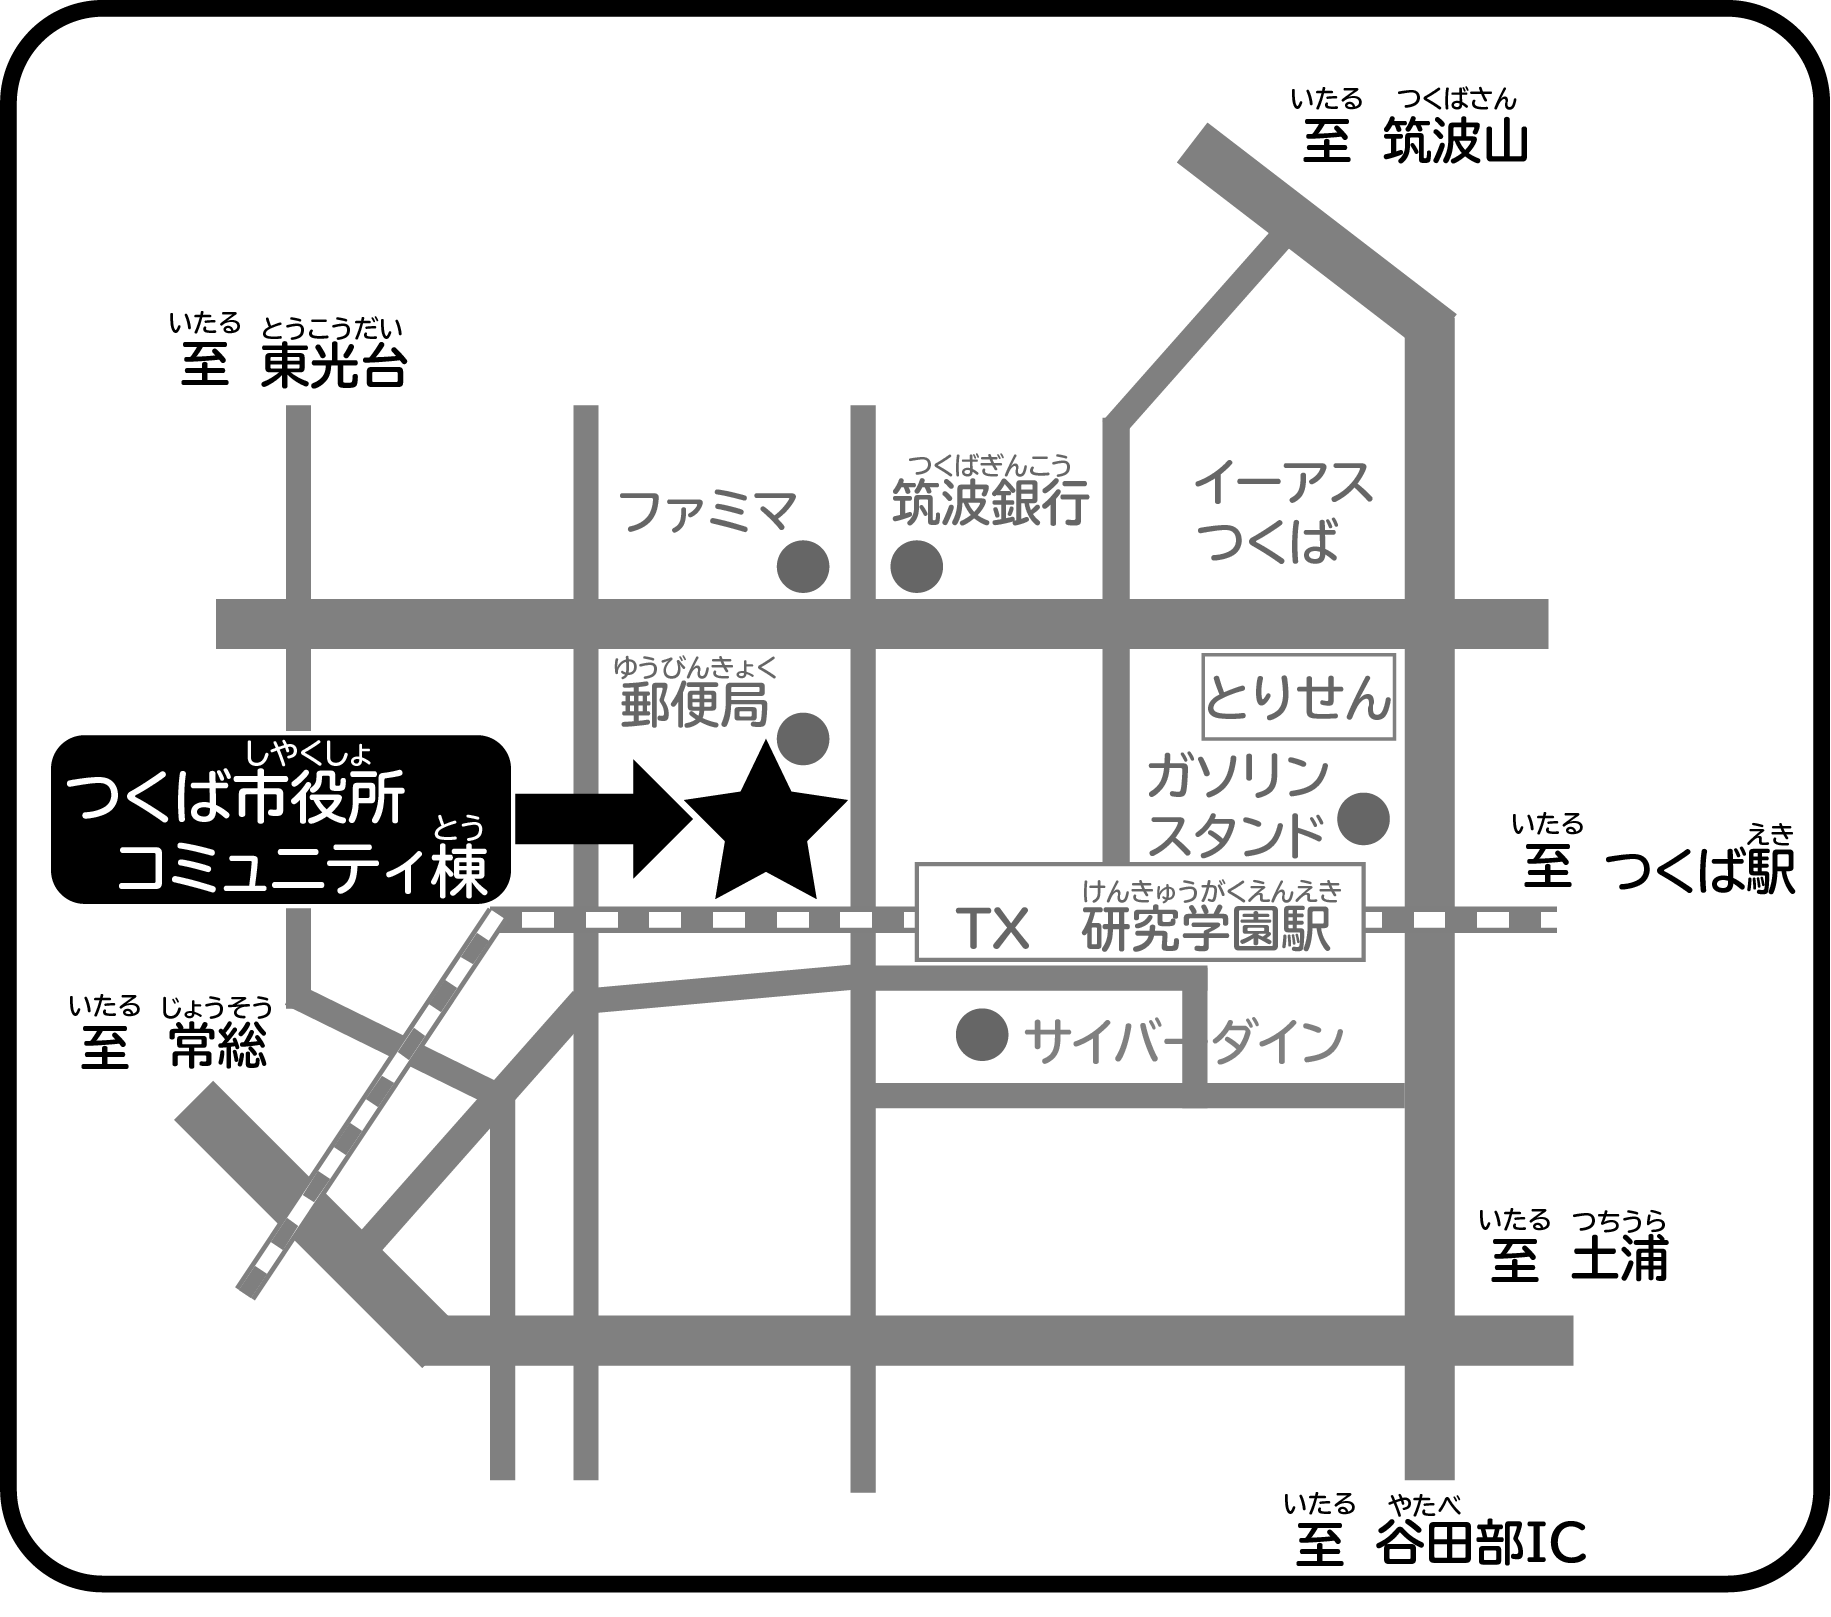 いたる つくばさん
至 筑波山
いたる とうこうだい
至 東光台
つくばぎんこう
ファミマ
筑波銀行
イーアス
つくば
ゆうびんきょく
郵便局
とりせん
しやくしょ
つくば市役所
とう
コミュニティ棟
ガソリン
スタンド
いたる えき
至 つくば駅
けんきゅうがくえんえき
TX 研究学園駅
いたる じょうそう
至 常総
サイバーダイン
いたる つちうら
至 土浦
いたる やたべ
至 谷田部IC